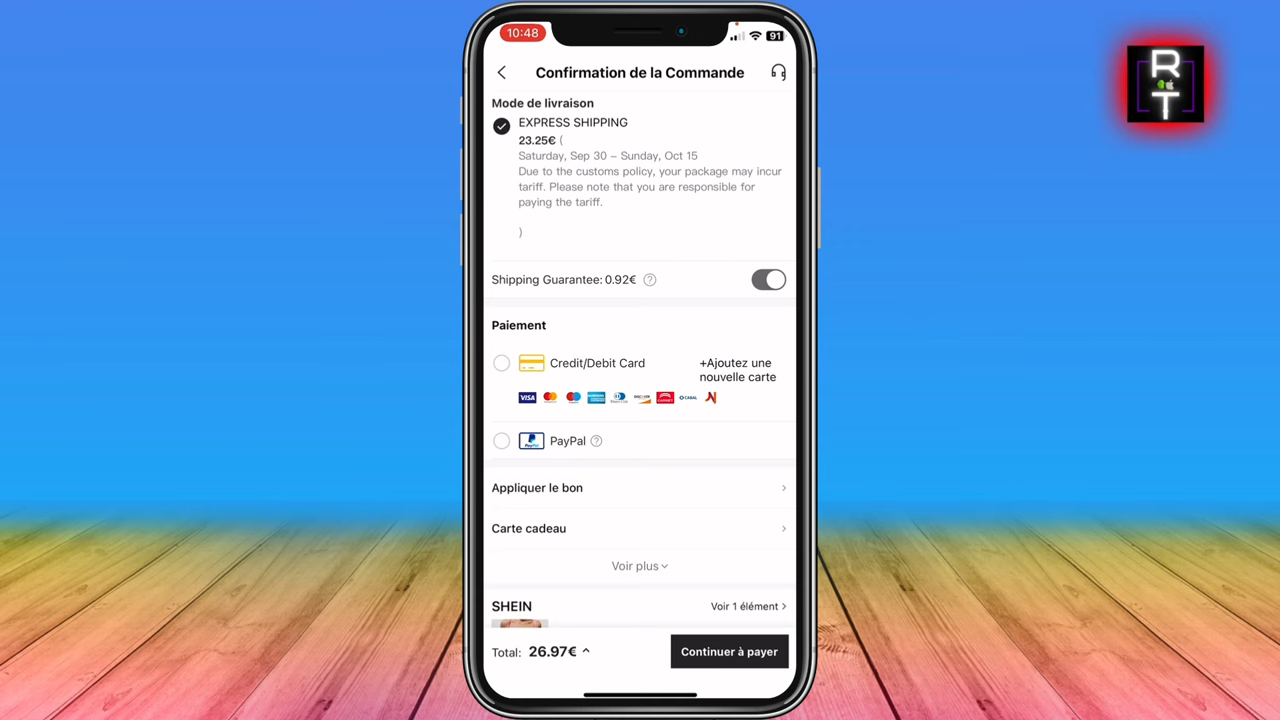 10:48
91
R
T
Confirmation de la Commande
Mode de livraison
EXPRESS SHIPPING
23.25€ (
Saturday, Sep 30 – Sunday, Oct 15
Due to the customs policy, your package may incur
tariff. Please note that you are responsible for
paying the tariff.
)
Shipping Guarantee: 0.92€ ?
Paiement
Credit/Debit Card
+Ajoutez une
nouvelle carte
VISA
PayPal
PayPal ?
Appliquer le bon
Carte cadeau
Voir plus
SHEIN
Voir 1 élément
Total: 26.97€
Continuer à payer